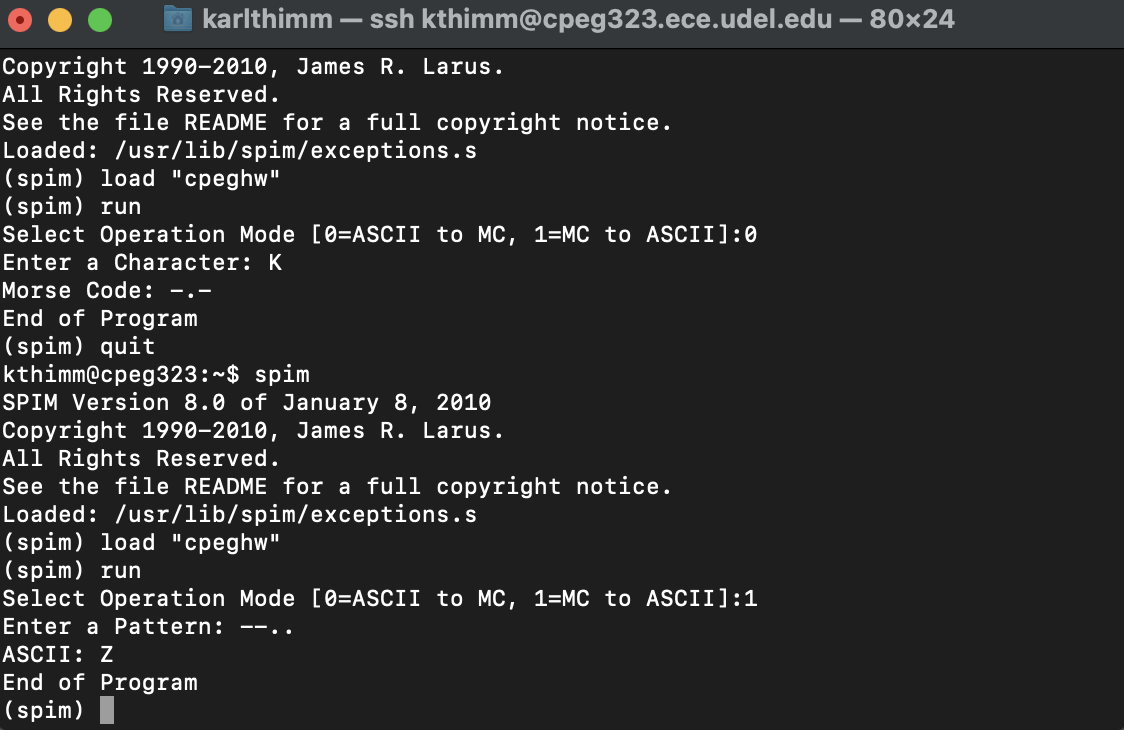 karlthimm — ssh kthimm@cpeg323.ece.udel.edu — 80×24
Copyright 1990-2010, James R. Larus.
All Rights Reserved.
See the file README for a full copyright notice.
Loaded: /usr/lib/spim/exceptions.s
(spim) load "cpeghw"
(spim) run
Select Operation Mode [0=ASCII to MC, 1=MC to ASCII]:0
Enter a Character: K
Morse Code: -.-
End of Program
(spim) quit
kthimm@cpeg323:~$ spim
SPIM Version 8.0 of January 8, 2010
Copyright 1990-2010, James R. Larus.
All Rights Reserved.
See the file README for a full copyright notice.
Loaded: /usr/lib/spim/exceptions.s
(spim) load "cpeghw"
(spim) run
Select Operation Mode [0=ASCII to MC, 1=MC to ASCII]:1
Enter a Pattern: --..
ASCII: Z
End of Program
(spim)